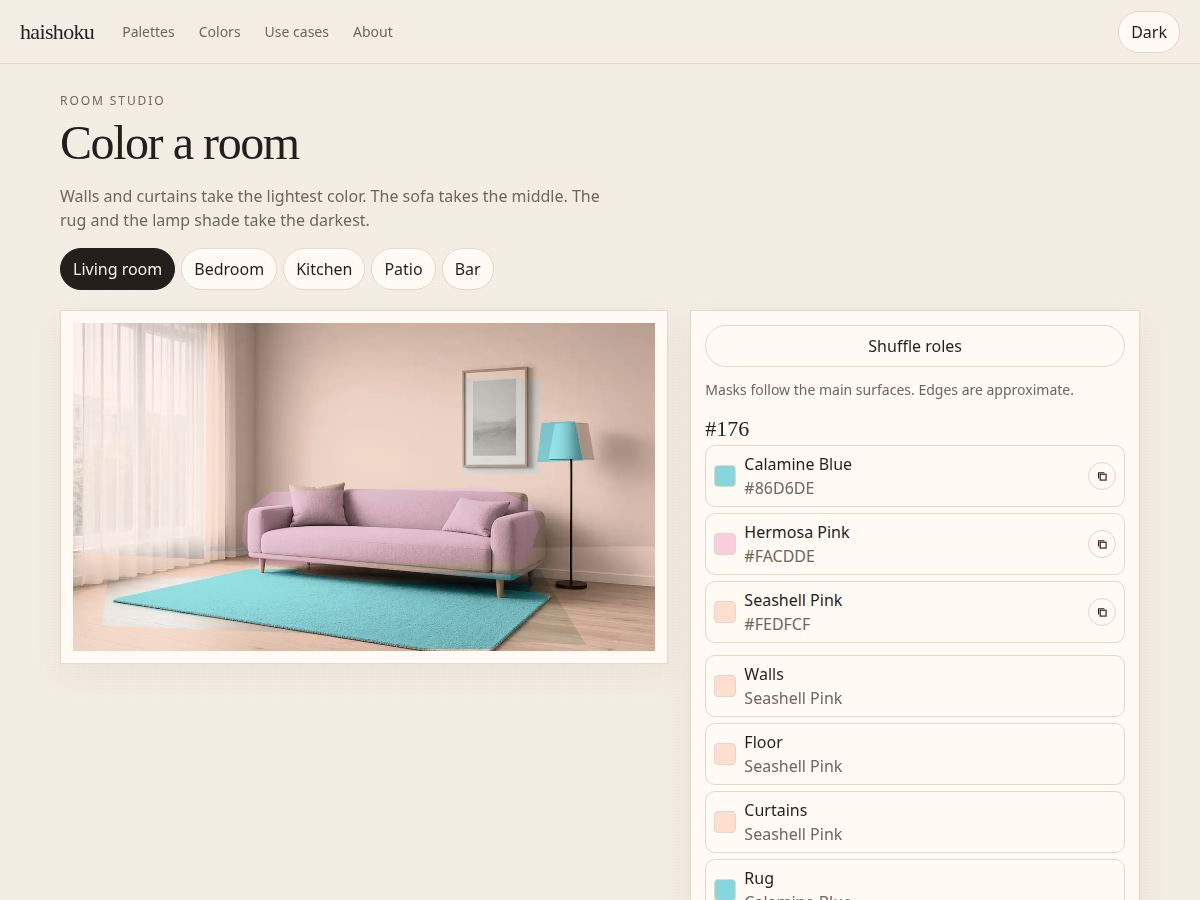 haishoku
Palettes
Colors
Use cases
About
Dark
ROOM STUDIO
Color a room
Walls and curtains take the lightest color. The sofa takes the middle. The
rug and the lamp shade take the darkest.
Living room
Bedroom
Kitchen
Patio
Bar
Shuffle roles
Masks follow the main surfaces. Edges are approximate.
#176
Calamine Blue
#86D6DE
Hermosa Pink
#FACDDE
Seashell Pink
#FEDFCF
Walls
Seashell Pink
Floor
Seashell Pink
Curtains
Seashell Pink
Rug
Calamine Blue